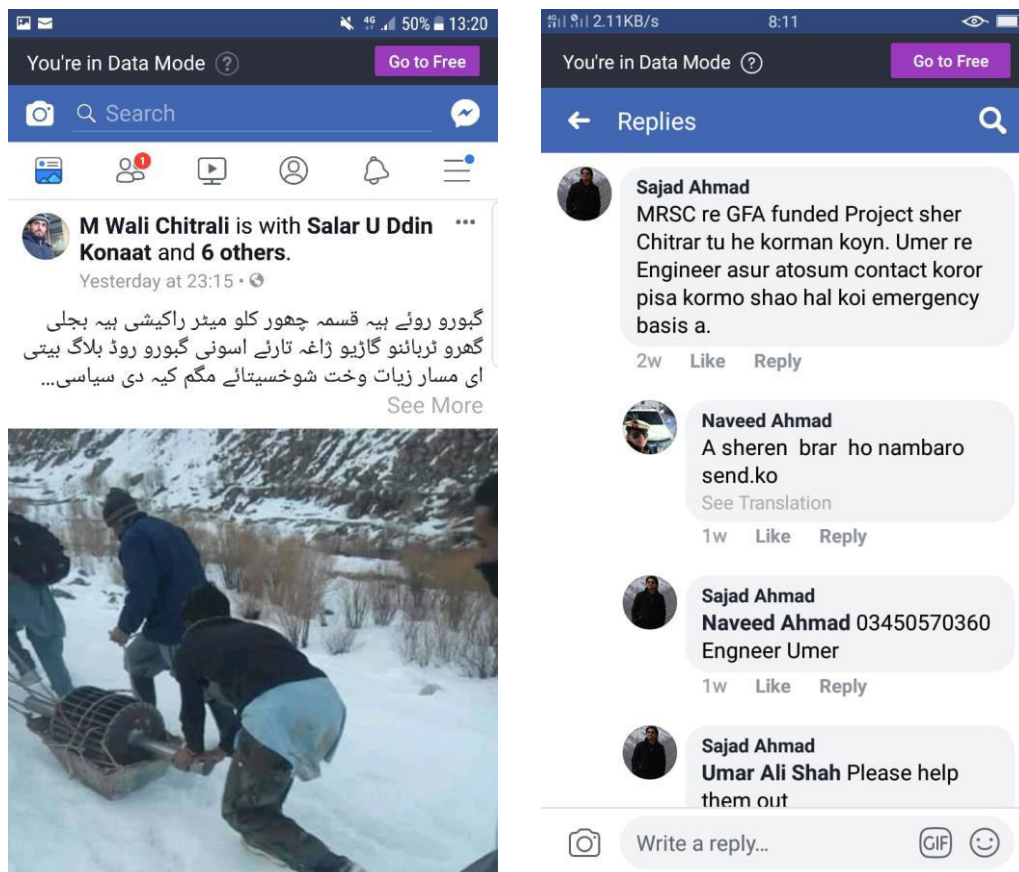 4G 50% 13:20
You're in Data Mode ?
Go to Free
Search
1
M Wali Chitrali is with Salar U Ddin
Konaat and 6 others.
Yesterday at 23:15 •
گبورو روئے ہیہ قسمہ چھور کلو میٹر راکیشی ہیہ بجلی
گھرو ٹربائنو گاڑیو ژاغہ تارئے اسونی گبورو روڈ بلاگ بیتی
ای مسار زیات وخت شوخسیتائے مگم کیہ دی سیاسی...
See More
2.11KB/s 8:11
You're in Data Mode ?
Go to Free
Replies
Sajad Ahmad
MRSC re GFA funded Project sher
Chitrar tu he korman koyn. Umer re
Engineer asur atosum contact koror
pisa kormo shao hal koi emergency
basis a.
2w Like Reply
Naveed Ahmad
A sheren brar ho nambaro
send.ko
See Translation
1w Like Reply
Sajad Ahmad
Naveed Ahmad 03450570360
Engneer Umer
1w Like Reply
Sajad Ahmad
Umar Ali Shah Please help
them out
Write a reply...
GIF